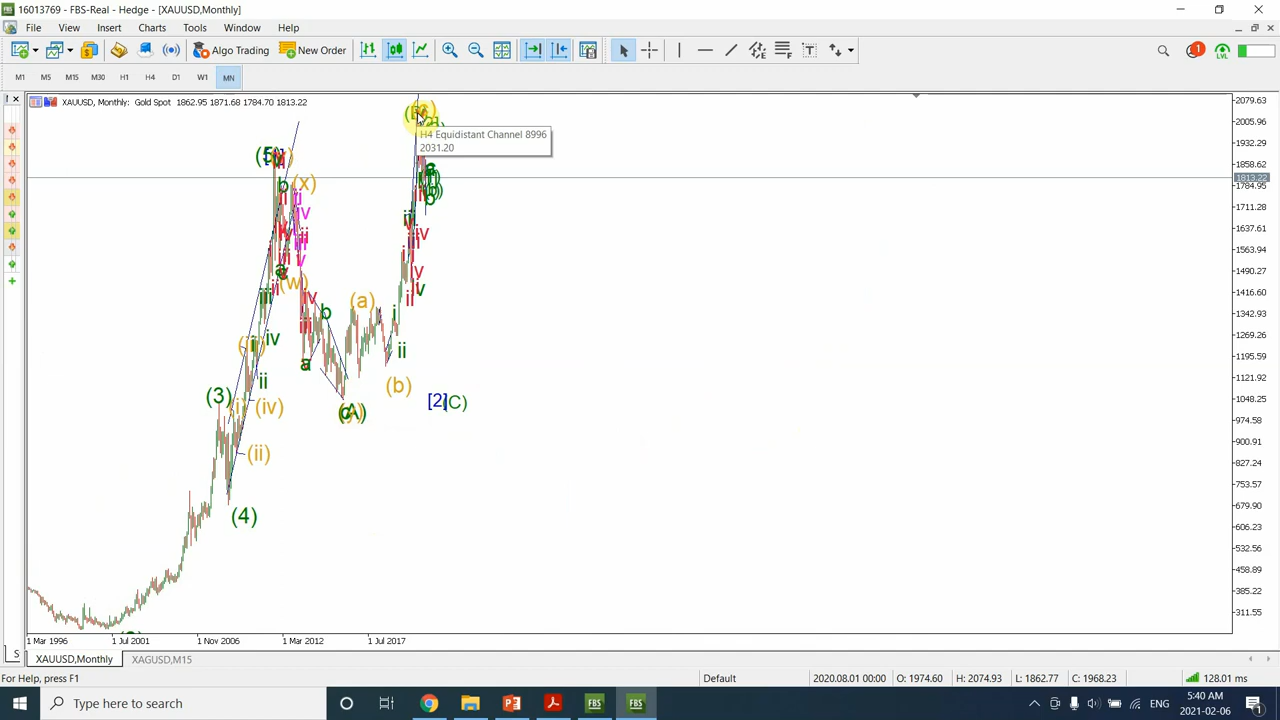 16013769 - FBS-Real - Hedge - [XAUUSD,Monthly]
File View Insert Charts Tools Options Window Help
Algo Trading New Order
M1 M5 M15 M30 H1 H4 D1 W1 MN
XAUUSD, Monthly: Gold Spot 1862.95 1871.68 1784.70 1813.22
H4 Equidistant Channel 8996
2031.20
2079.63
2005.96
1932.29
1858.62
1813.22
1784.95
1711.28
1637.61
1563.94
1490.27
1416.60
1342.93
1269.26
1195.59
1121.92
1048.25
974.58
900.91
827.24
753.57
679.90
606.23
532.56
458.89
385.22
311.55
(x)
(w)
(a)
b
a
(b)
i
ii
iv
(3)
(iv)
(ii)
(4)
[2]
(C)
1 Mar 1996 1 Jul 2001 1 Nov 2006 1 Mar 2012 1 Jul 2017
XAUUSD,Monthly XAGUSD,M15
For Help, press F1 Default 2020.08.01 00:00 O: 1974.60 H: 2074.93 L: 1862.77 C: 1968.23 128.01 ms
Type here to search
ENG
5:40 AM
2021-02-06